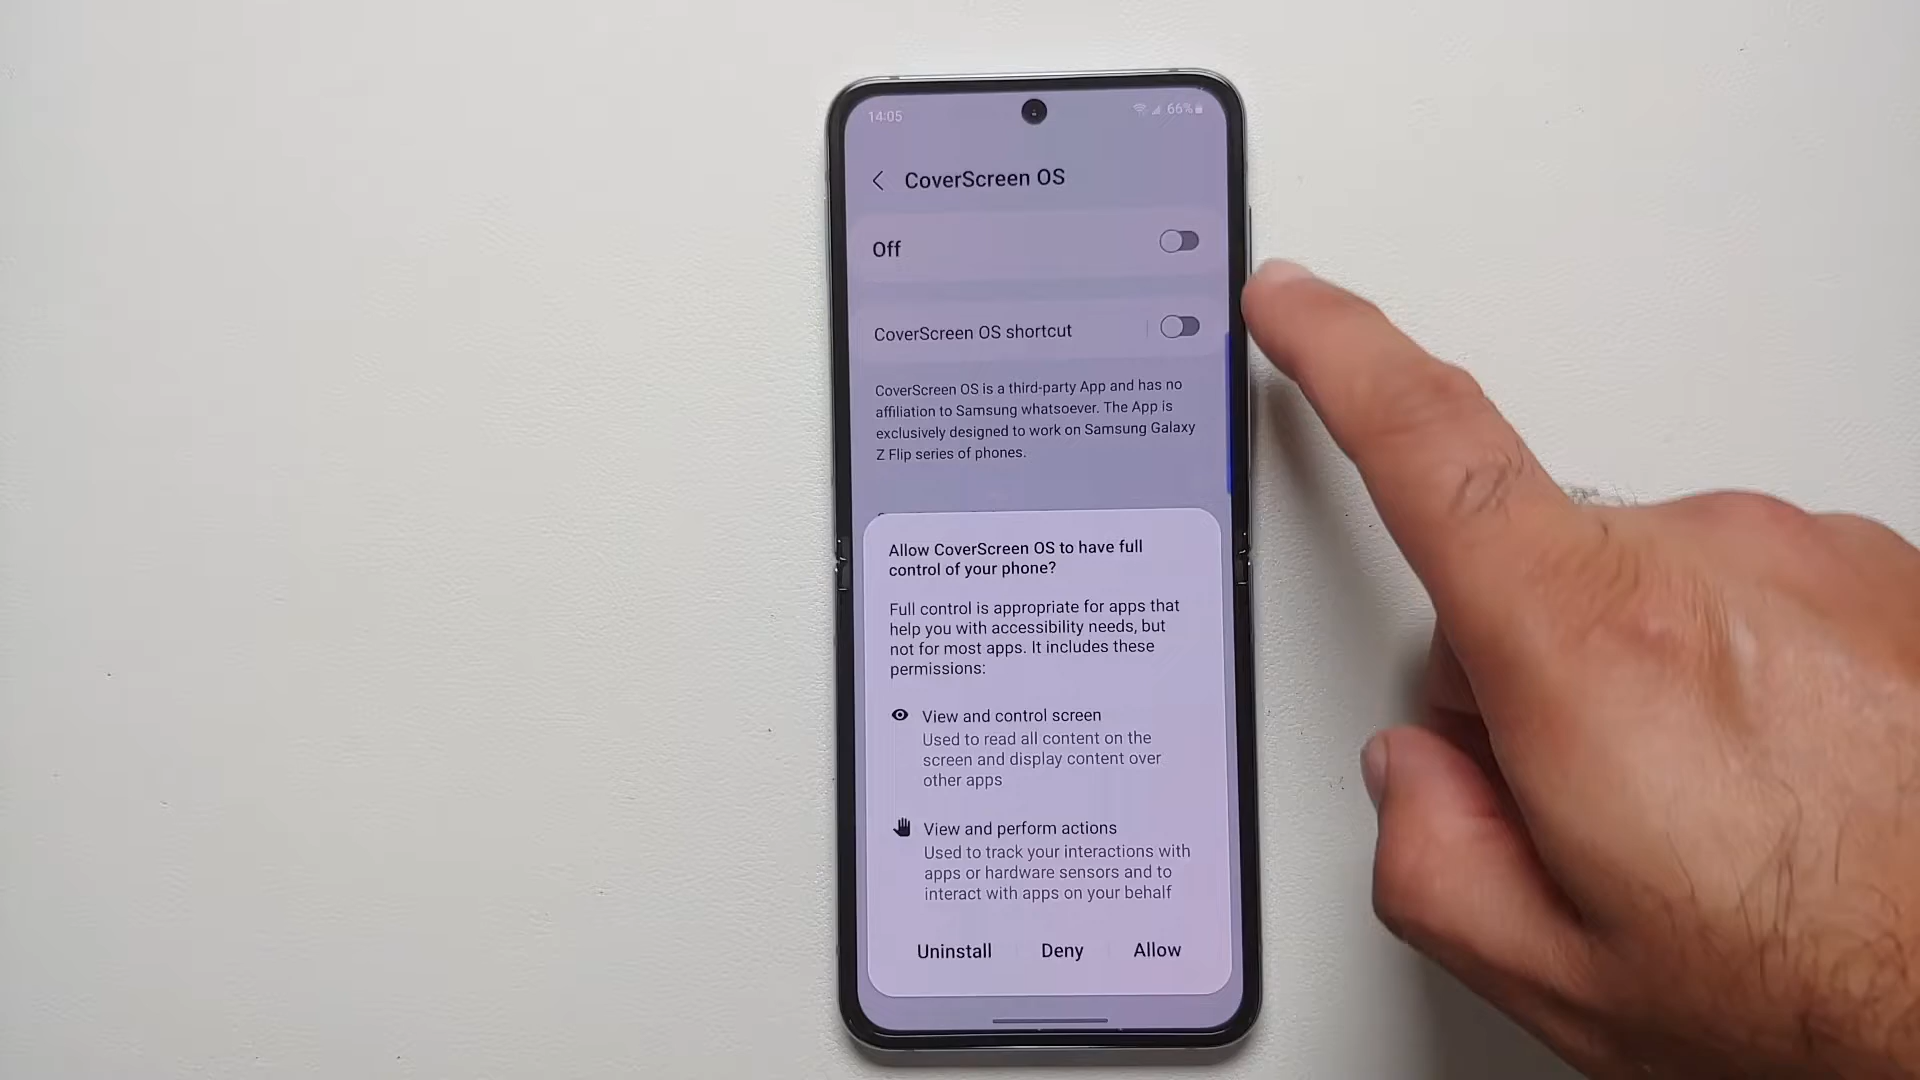 14:05
66%
CoverScreen OS
Off
CoverScreen OS shortcut
CoverScreen OS is a third-party App and has no
affiliation to Samsung whatsoever. The App is
exclusively designed to work on Samsung Galaxy
Z Flip series of phones.
Allow CoverScreen OS to have full
control of your phone?
Full control is appropriate for apps that
help you with accessibility needs, but
not for most apps. It includes these
permissions:
View and control screen
Used to read all content on the
screen and display content over
other apps
View and perform actions
Used to track your interactions with
apps or hardware sensors and to
interact with apps on your behalf
Uninstall
Deny
Allow